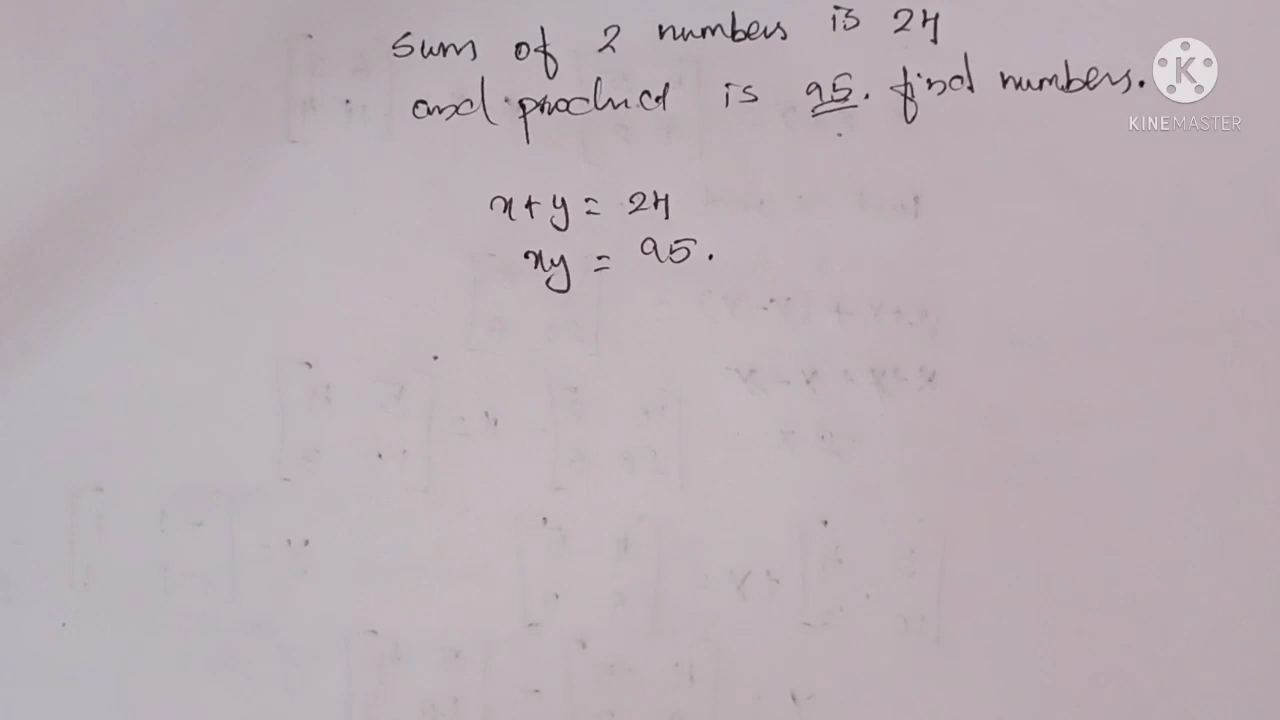 Sum of 2 numbers is 24
and product is 95. find numbers.
K
KINEMASTER
x+y = 24
xy = 95.